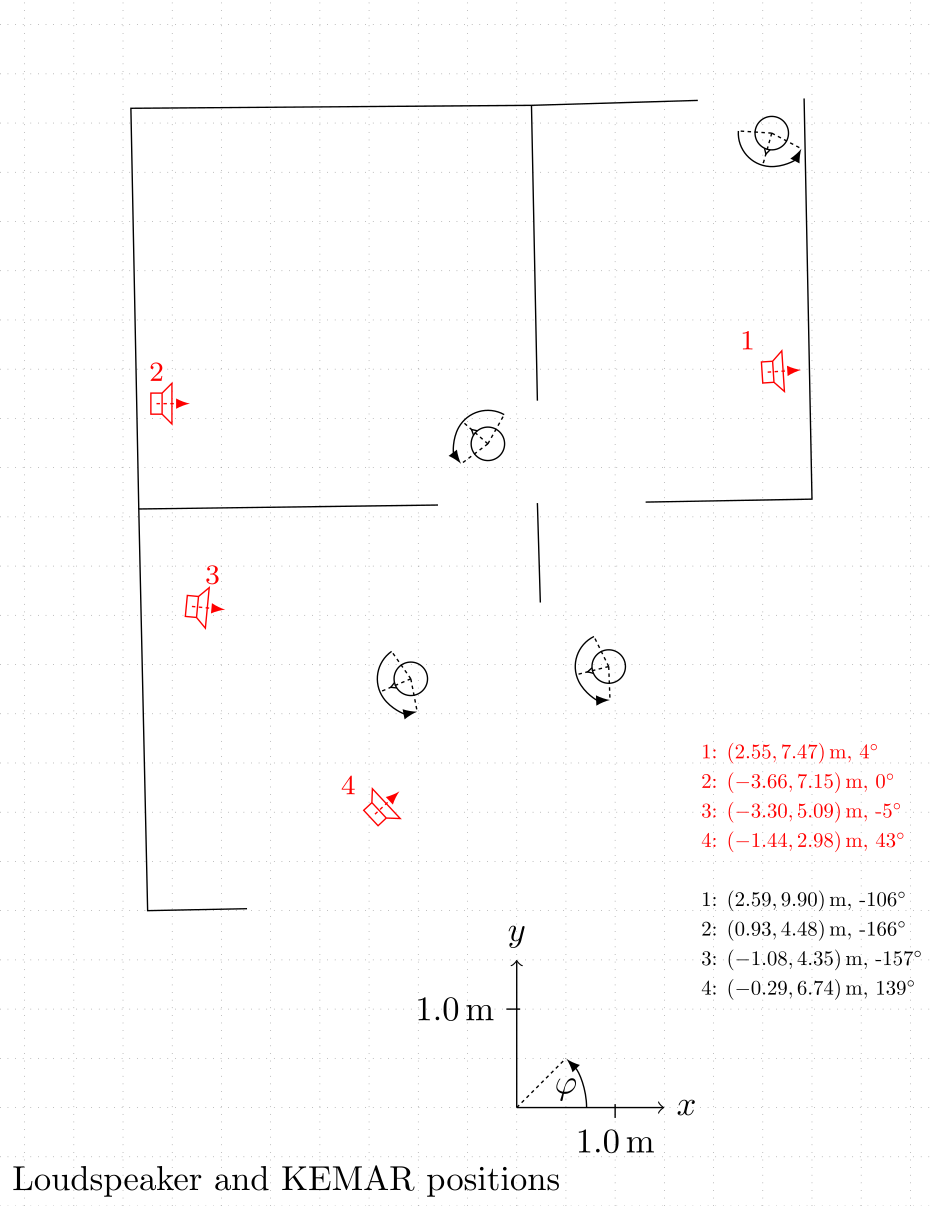 1
2
3
4
1: (2.55, 7.47) m, 4°
2: (−3.66, 7.15) m, 0°
3: (−3.30, 5.09) m, -5°
4: (−1.44, 2.98) m, 43°
1: (2.59, 9.90) m, -106°
2: (0.93, 4.48) m, -166°
3: (−1.08, 4.35) m, -157°
4: (−0.29, 6.74) m, 139°
y
1.0 m
φ
x
1.0 m
Loudspeaker and KEMAR positions